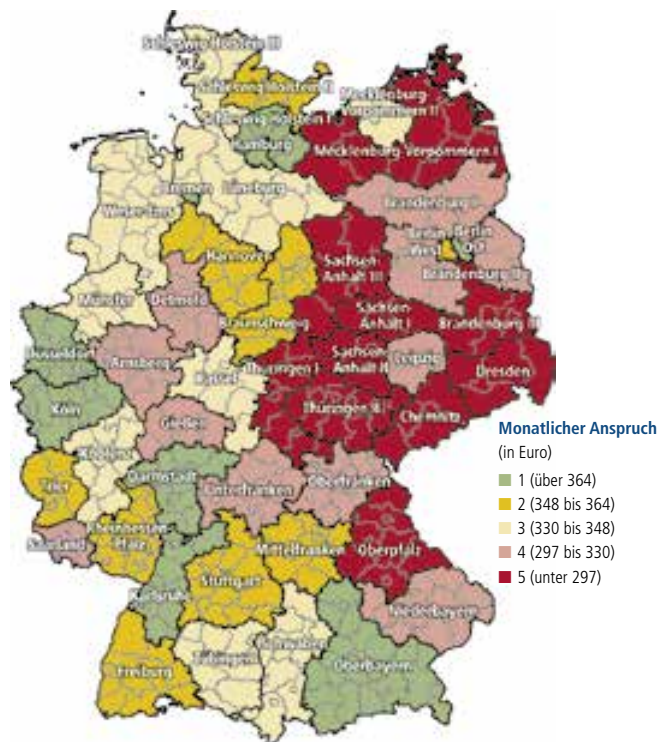 Schleswig Holstein III
Schleswig Holstein II
Mecklenburg-
Vorpommern II
Schleswig Holstein I
Hamburg
Mecklenburg-Vorpommern I
Bremen
Lüneburg
Brandenburg I
Weser-Ems
Berlin
West
Berlin
Ost
Hannover
Sachsen-
Anhalt III
Brandenburg II
Münster
Detmold
Braunschweig
Sachsen-
Anhalt I
Brandenburg III
Düsseldorf
Arnsberg
Kassel
Thüringen I
Sachsen-
Anhalt II
Leipzig
Dresden
Köln
Thüringen II
Chemnitz
Gießen
Koblenz
Darmstadt
Unterfranken
Oberfranken
Trier
Rheinhessen-
Pfalz
Saarland
Mittelfranken
Oberpfalz
Stuttgart
Karlsruhe
Niederbayern
Schwaben
Tübingen
Oberbayern
Freiburg
Monatlicher Anspruch
(in Euro)
1 (über 364)
2 (348 bis 364)
3 (330 bis 348)
4 (297 bis 330)
5 (unter 297)